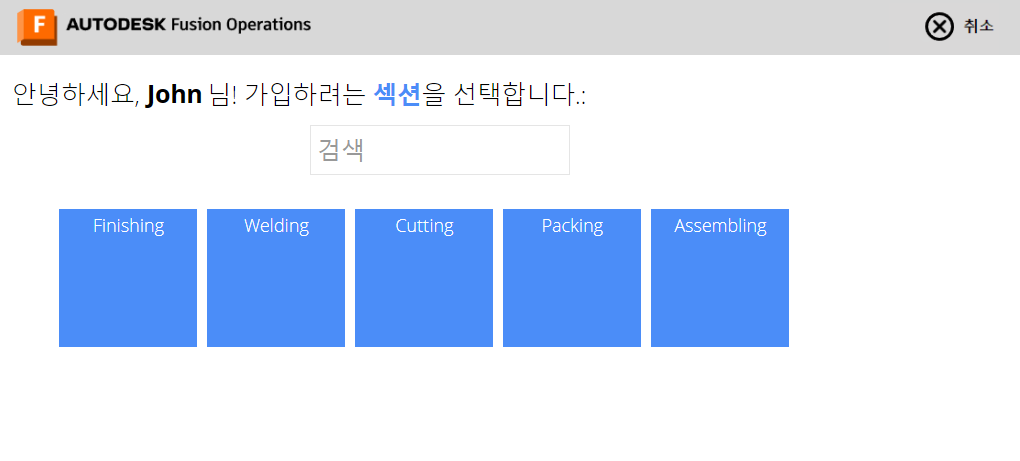 F AUTODESK Fusion Operations
취소
안녕하세요, John 님! 가입하려는 섹션을 선택합니다.:
검색
Finishing
Welding
Cutting
Packing
Assembling